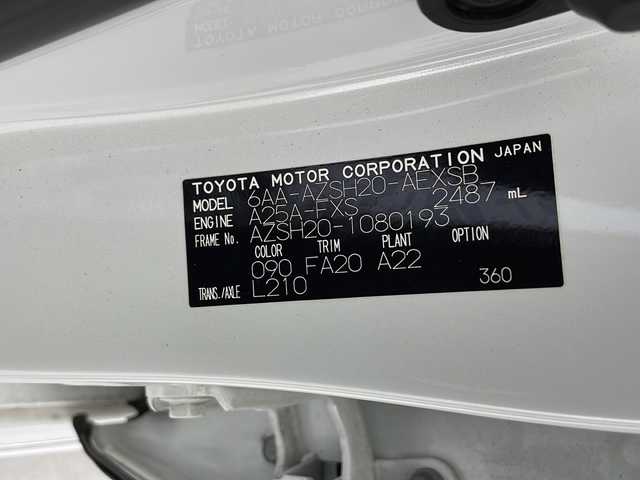 TOYOTA MOTOR CORPORATION JAPAN
MODEL 6AA-AZSH20-AEXSB
ENGINE A25A-FXS 2487 mL
FRAME No. AZSH20-1080193
COLOR TRIM PLANT OPTION
090 FA20 A22
TRANS./AXLE L210 360